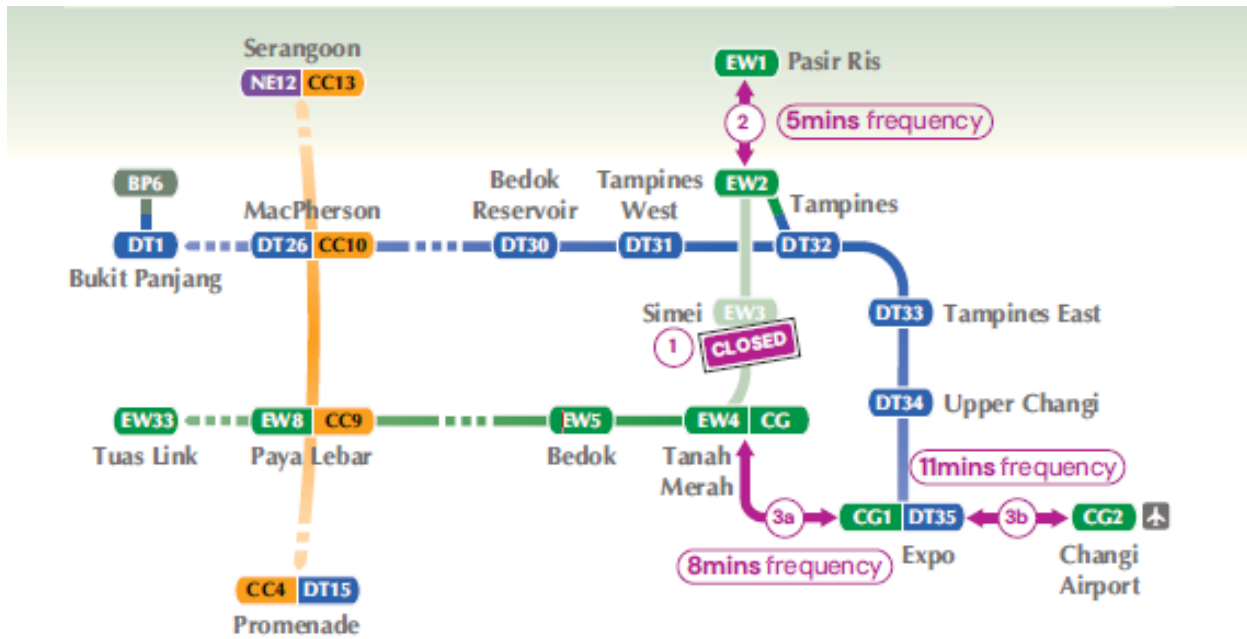 Serangoon
NE12 CC13
EW1 Pasir Ris
2 5mins frequency
BP6
MacPherson
Bedok
Reservoir
Tampines
West
EW2
Tampines
DT1
DT26 CC10
DT30
DT31
DT32
Bukit Panjang
Simei EW3
1 CLOSED
DT33 Tampines East
DT34 Upper Changi
EW33
EW8 CC9
EW5
EW4 CG
Tuas Link
Paya Lebar
Bedok
Tanah
Merah
11mins frequency
3a
CG1 DT35
3b
CG2
8mins frequency
Expo
Changi
Airport
CC4 DT15
Promenade